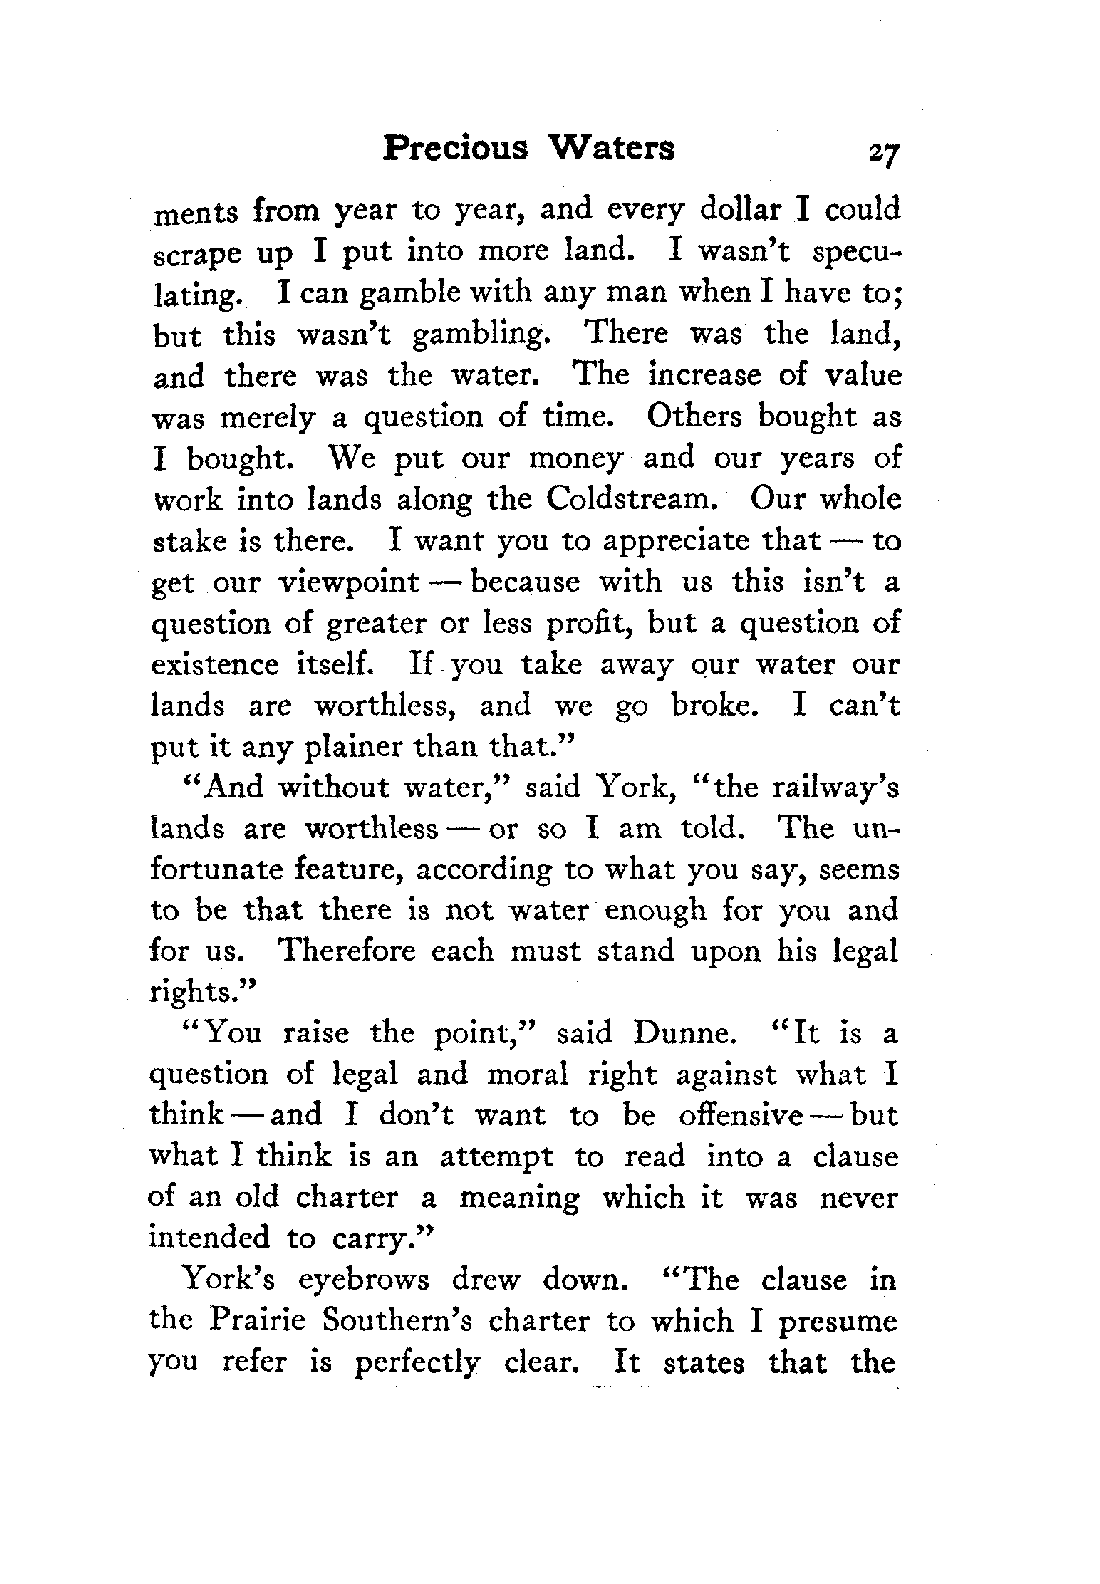 Precious Waters 27
ments from year to year, and every dollar I could
scrape up I put into more land. I wasn't specu-
lating. I can gamble with any man when I have to;
but this wasn't gambling. There was the land,
and there was the water. The increase of value
was merely a question of time. Others bought as
I bought. We put our money and our years of
work into lands along the Coldstream. Our whole
stake is there. I want you to appreciate that — to
get our viewpoint — because with us this isn't a
question of greater or less profit, but a question of
existence itself. If you take away our water our
lands are worthless, and we go broke. I can't
put it any plainer than that."
"And without water," said York, "the railway's
lands are worthless — or so I am told. The un-
fortunate feature, according to what you say, seems
to be that there is not water enough for you and
for us. Therefore each must stand upon his legal
rights."
"You raise the point," said Dunne. "It is a
question of legal and moral right against what I
think — and I don't want to be offensive — but
what I think is an attempt to read into a clause
of an old charter a meaning which it was never
intended to carry."
York's eyebrows drew down. "The clause in
the Prairie Southern's charter to which I presume
you refer is perfectly clear. It states that the